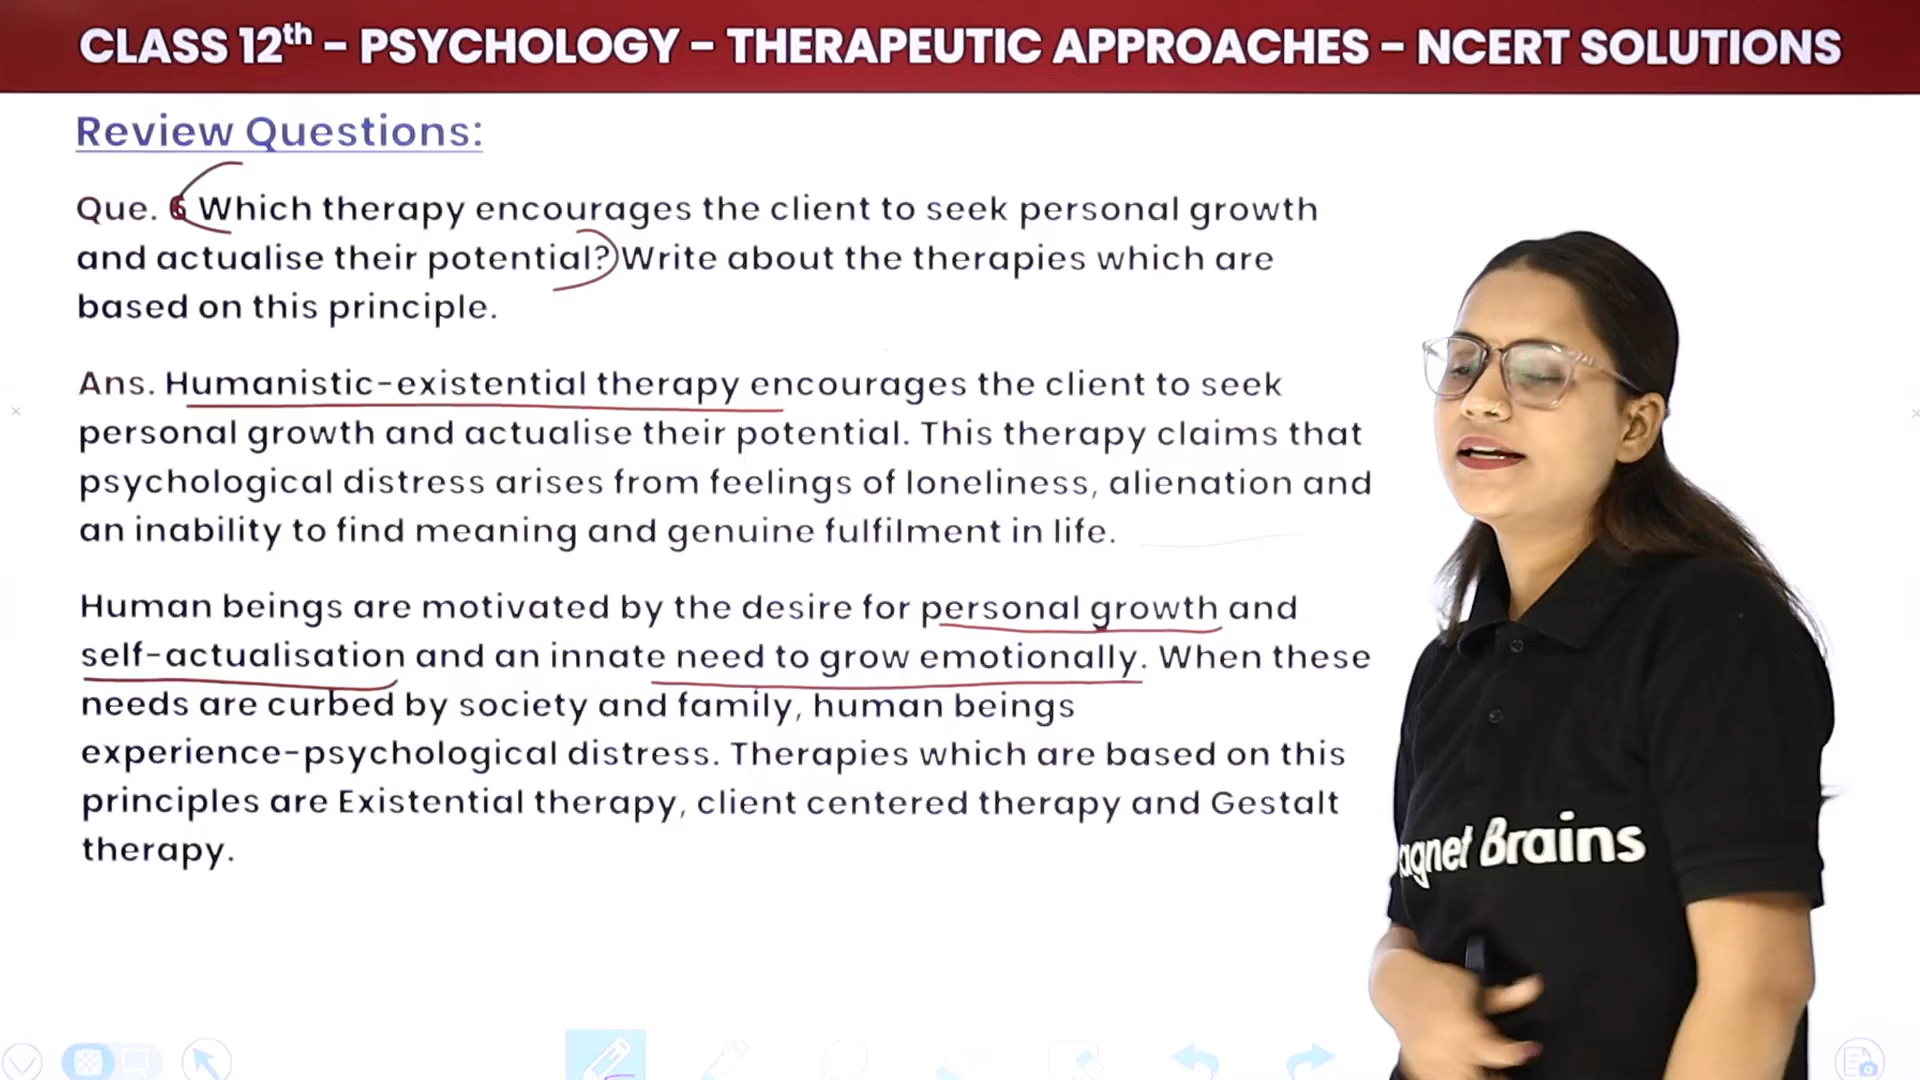 CLASS 12th - PSYCHOLOGY - THERAPEUTIC APPROACHES - NCERT SOLUTIONS
Review Questions:
Que. 6 Which therapy encourages the client to seek personal growth
and actualise their potential? Write about the therapies which are
based on this principle.
Ans. Humanistic-existential therapy encourages the client to seek
personal growth and actualise their potential. This therapy claims that
psychological distress arises from feelings of loneliness, alienation and
an inability to find meaning and genuine fulfilment in life.
Human beings are motivated by the desire for personal growth and
self-actualisation and an innate need to grow emotionally. When these
needs are curbed by society and family, human beings
experience-psychological distress. Therapies which are based on this
principles are Existential therapy, client centered therapy and Gestalt
therapy.
agnet Brains